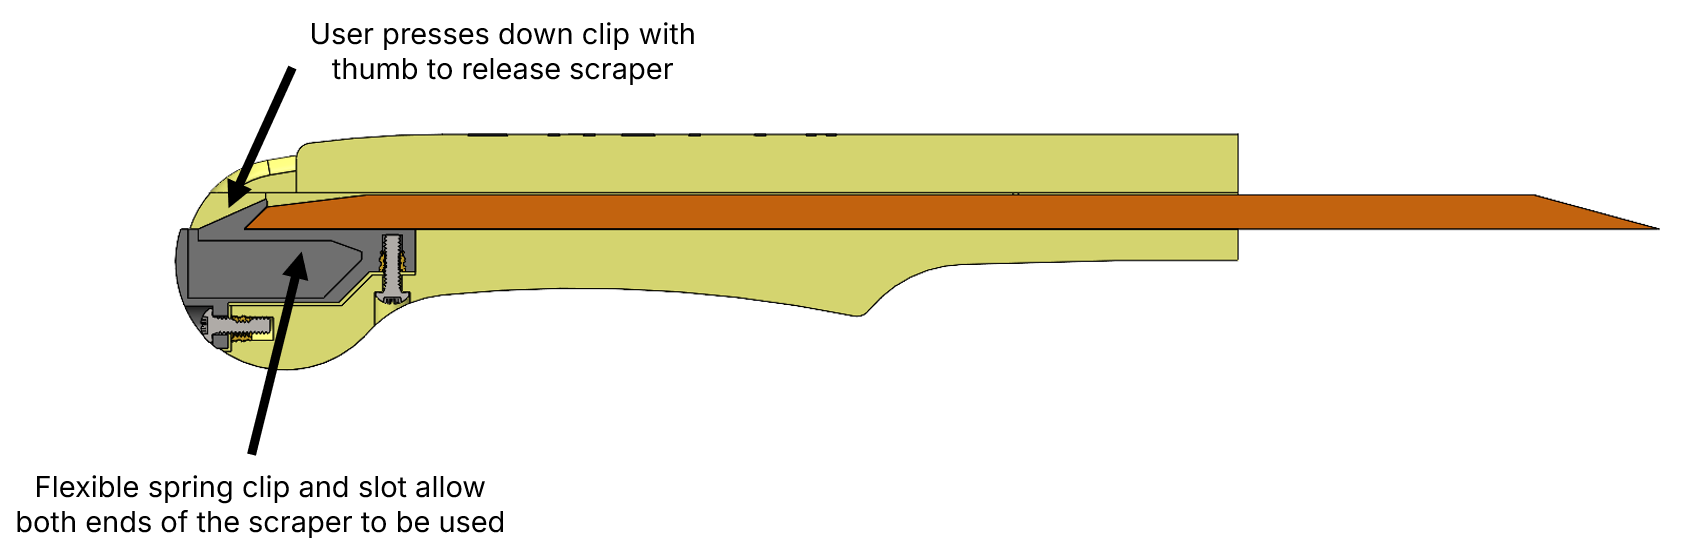 User presses down clip with
thumb to release scraper
Flexible spring clip and slot allow
both ends of the scraper to be used